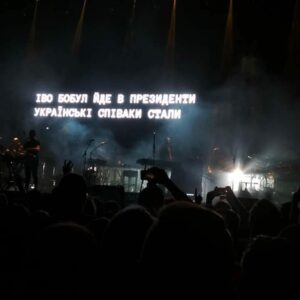 ІВО БОБУЛ ЙДЕ В ПРЕЗИДЕНТИ
УКРАЇНСЬКІ СПІВАКИ СТАЛИ